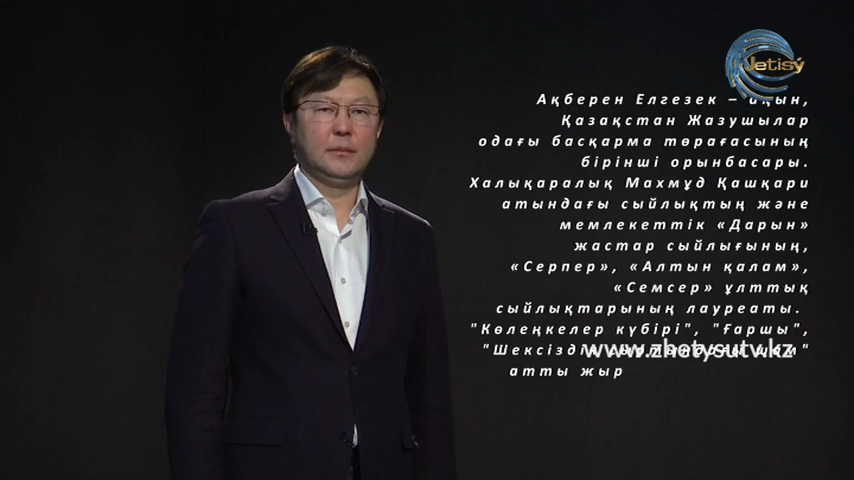 Jetisý
Ақберен Елгезек – ақын,
Қазақстан Жазушылар
одағы басқарма төрағасының
бірінші орынбасары.
Халықаралық Махмұд Қашқари
атындағы сыйлықтың және
мемлекеттік «Дарын»
жастар сыйлығының,
«Серпер», «Алтын қалам»,
«Семсер» ұлттық
сыйлықтарының лауреаты.
"Көлеңкелер күбірі", "Ғаршы",
www.zhetysutv.kz
атты жыр